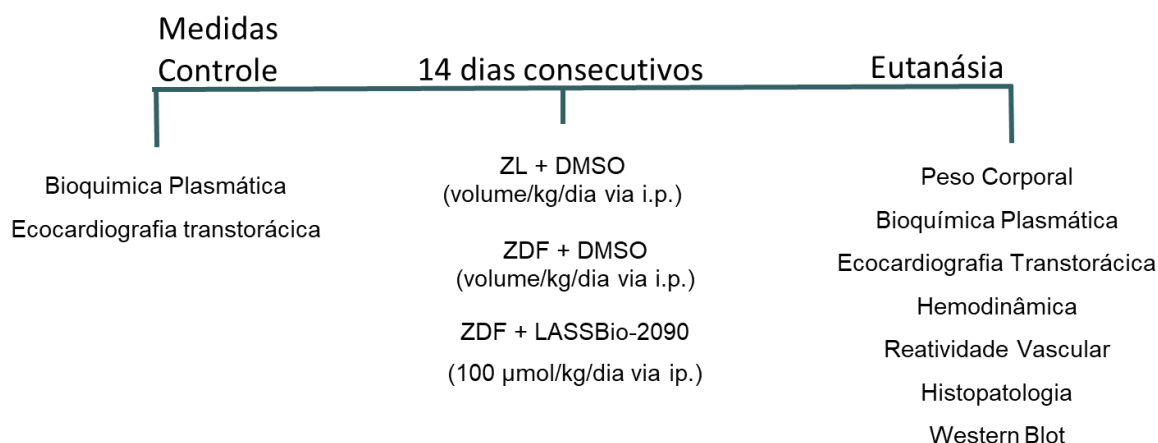 Medidas
Controle
14 dias consecutivos
Eutanásia
Bioquimica Plasmática
Ecocardiografia transtorácica
ZL + DMSO
(volume/kg/dia via i.p.)
ZDF + DMSO
(volume/kg/dia via i.p.)
ZDF + LASSBio-2090
(100 µmol/kg/dia via ip.)
Peso Corporal
Bioquímica Plasmática
Ecocardiografia Transtorácica
Hemodinâmica
Reatividade Vascular
Histopatologia
Western Blot